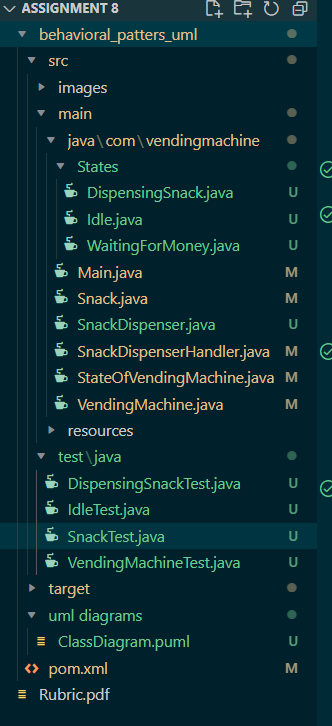 ASSIGNMENT 8
behavioral_patters_uml
src
images
main
java\com\vendingmachine
States
DispensingSnack.java U
Idle.java U
WaitingForMoney.java U
Main.java M
Snack.java M
SnackDispenser.java U
SnackDispenserHandler.java M
StateOfVendingMachine.java M
VendingMachine.java M
resources
test\java
DispensingSnackTest.java U
IdleTest.java U
SnackTest.java U
VendingMachineTest.java U
target
uml diagrams
ClassDiagram.puml U
pom.xml M
Rubric.pdf